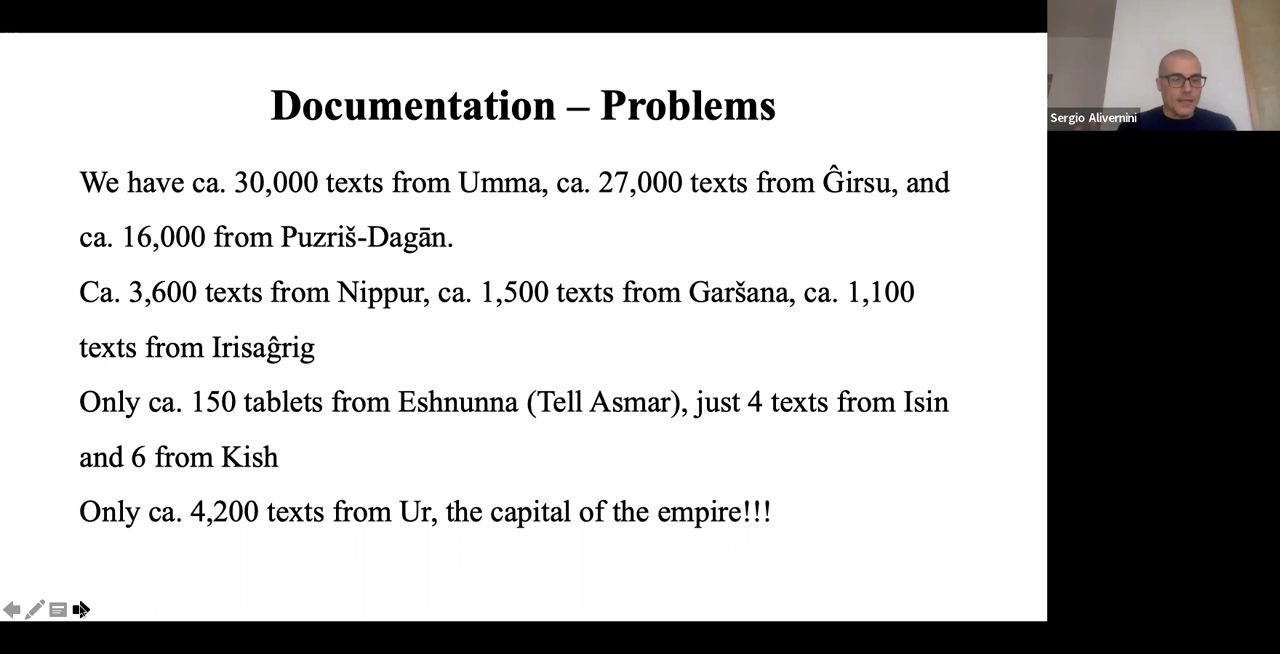 Documentation – Problems
We have ca. 30,000 texts from Umma, ca. 27,000 texts from Ĝirsu, and
ca. 16,000 from Puzriš-Dagān.
Ca. 3,600 texts from Nippur, ca. 1,500 texts from Garšana, ca. 1,100
texts from Irisaĝrig
Only ca. 150 tablets from Eshnunna (Tell Asmar), just 4 texts from Isin
and 6 from Kish
Only ca. 4,200 texts from Ur, the capital of the empire!!!
Sergio Alivernini